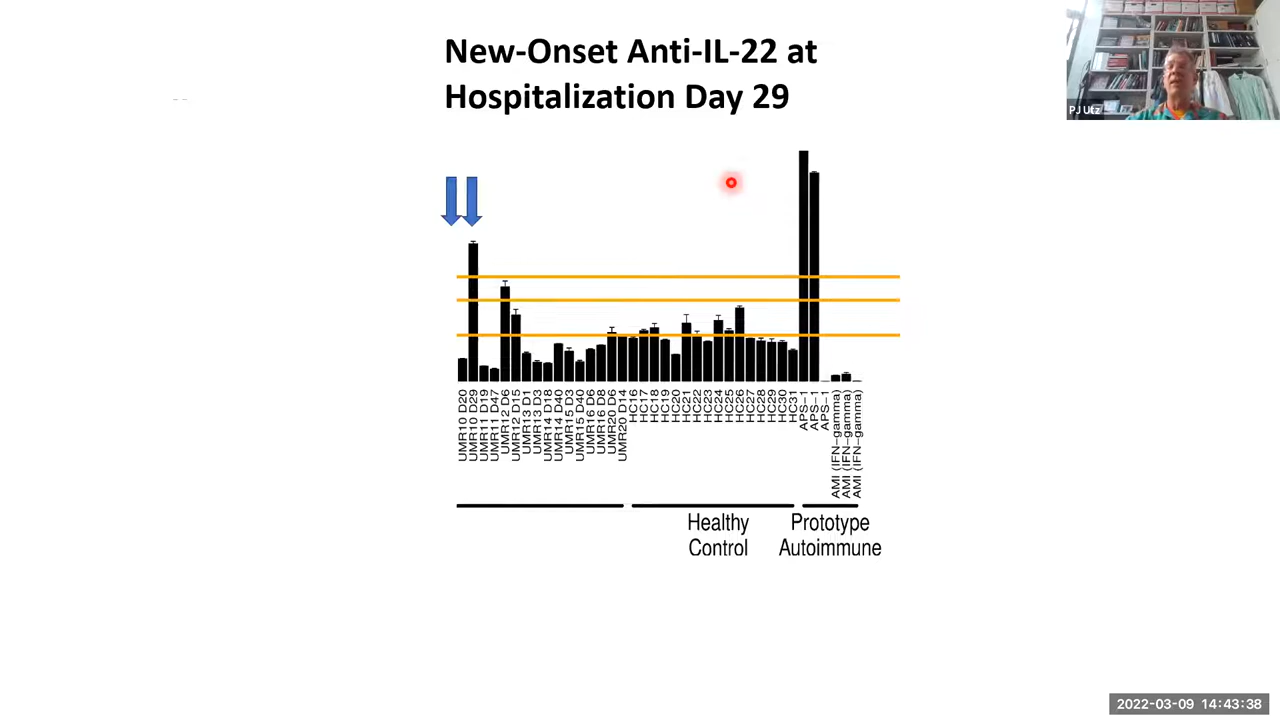 New-Onset Anti-IL-22 at
Hospitalization Day 29
PJ Utz
UMR10 D20
UMR10 D29
UMR11 D19
UMR11 D47
UMR12 D6
UMR12 D15
UMR13 D1
UMR13 D3
UMR14 D18
UMR14 D40
UMR15 D3
UMR15 D40
UMR16 D6
UMR16 D8
UMR20 D6
UMR20 D14
HC16
HC17
HC18
HC19
HC20
HC21
HC22
HC23
HC24
HC25
HC26
HC27
HC28
HC29
HC30
HC31
APS-1
APS-1
APS-1
AMI (IFN-gamma)
AMI (IFN-gamma)
AMI (IFN-gamma)
Healthy
Control
Prototype
Autoimmune
2022-03-09 14:43:38